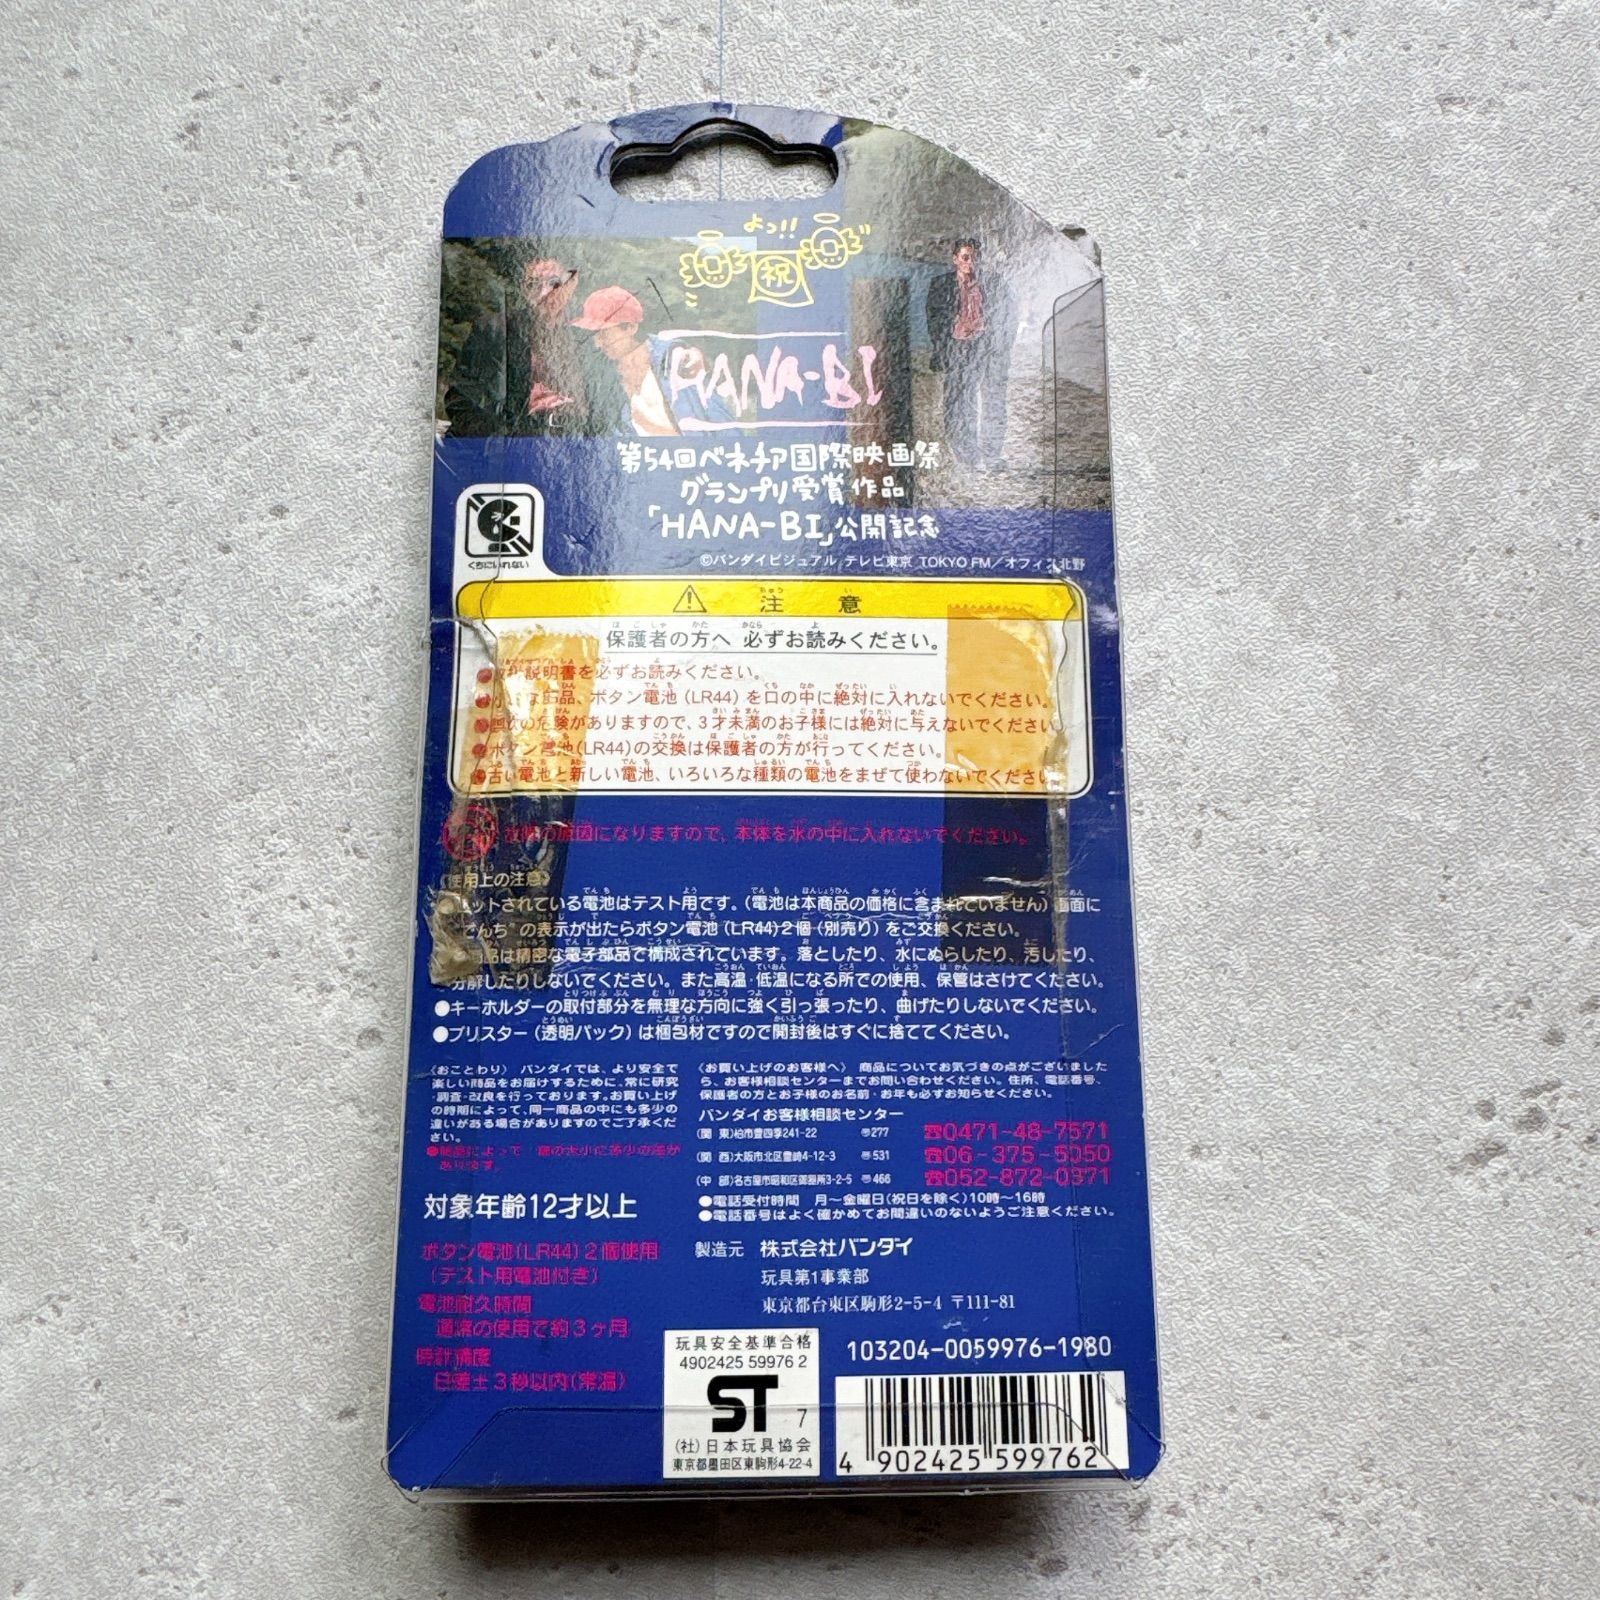 よっ!!
祝
HANA-BI
第54回ベネチア国際映画祭
グランプリ受賞作品
「HANA-BI」公開記念
©バンダイビジュアル テレビ東京 TOKYO FM/オフィス北野
くちにいれない
注意
保護者の方へ 必ずお読みください。
説明書を必ずお読みください。
部品、ボタン電池(LR44)を口の中に絶対に入れないでください。
の危険がありますので、3才未満のお子様には絶対に与えないでください。
●ボタン電池(LR44)の交換は保護者の方が行ってください。
●古い電池と新しい電池、いろいろな種類の電池をまぜて使わないでください。
故障の原因になりますので、本体を水の中に入れないでください。
《使用上の注意》
セットされている電池はテスト用です。(電池は本商品の価格に含まれていません)画面に
"でんち"の表示が出たらボタン電池(LR44)2個(別売り)をご交換ください。
商品は精密な電子部品で構成されています。落としたり、水にぬらしたり、汚したり、
分解したりしないでください。また高温・低温になる所での使用、保管はさけてください。
●キーホルダーの取付部分を無理な方向に強く引っ張ったり、曲げたりしないでください。
●ブリスター(透明パック)は梱包材ですので開封後はすぐに捨ててください。
《おことわり》 バンダイでは、より安全で
楽しい商品をお届けするために、常に研究
・調査・改良を行っております。お買い上げ
の時期によって、同一商品の中にも多少の
違いがある場合がありますのでご了承くだ
さい。
●商品によって
あります。
《お買い上げのお客様へ》 商品についてお気づきの点がございました
ら、お客様相談センターまでお問い合わせください。住所、電話番号、
保護者の方とお子様のお名前・お年も必ずお知らせください。
バンダイお客様相談センター
(関 東)柏市豊四季241-22 〒277 ☎0471-48-7571
(関 西)大阪市北区豊崎4-12-3 〒531 ☎06-375-5050
(中 部)名古屋市昭和区御器所3-2-5 〒466 ☎052-872-0371
●電話受付時間 月〜金曜日(祝日を除く)10時〜16時
●電話番号はよく確かめてお間違いのないようご注意ください。
対象年齢12才以上
ボタン電池(LR44)2個使用
(テスト用電池付き)
電池耐久時間
通常の使用で約3ヶ月
時計精度
日差±3秒以内(常温)
製造元 株式会社バンダイ
玩具第1事業部
東京都台東区駒形2-5-4 〒111-81
玩具安全基準合格
4902425 59976 2
ST 7
(社)日本玩具協会
東京都墨田区東駒形4-22-4
103204-0059976-1980
4 902425 599762